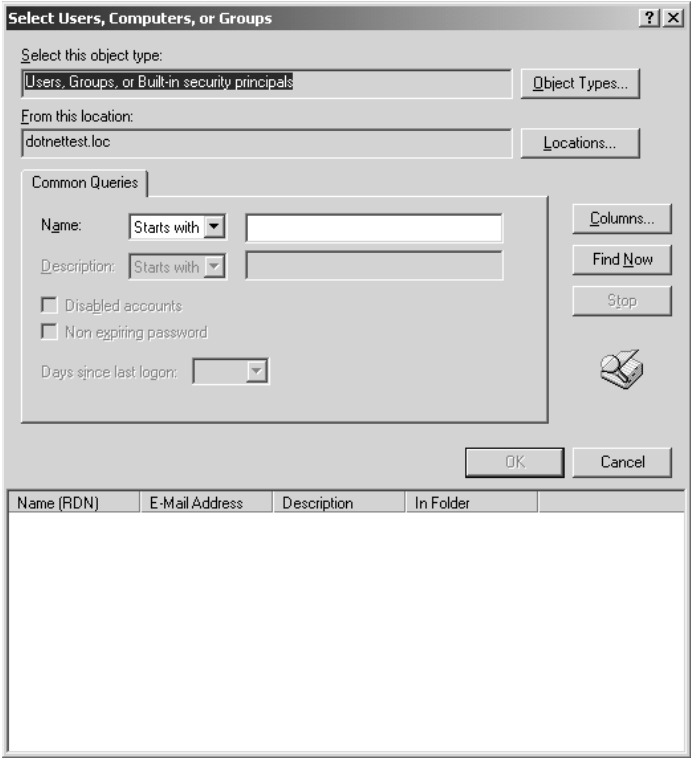 Select Users, Computers, or Groups
Select this object type:
Users, Groups, or Built-in security principals
Object Types...
From this location:
dotnettest.loc
Locations...
Common Queries
Name:
Starts with
Columns...
Description:
Starts with
Find Now
Disabled accounts
Stop
Non expiring password
Days since last logon:
OK
Cancel
Name (RDN) E-Mail Address Description In Folder